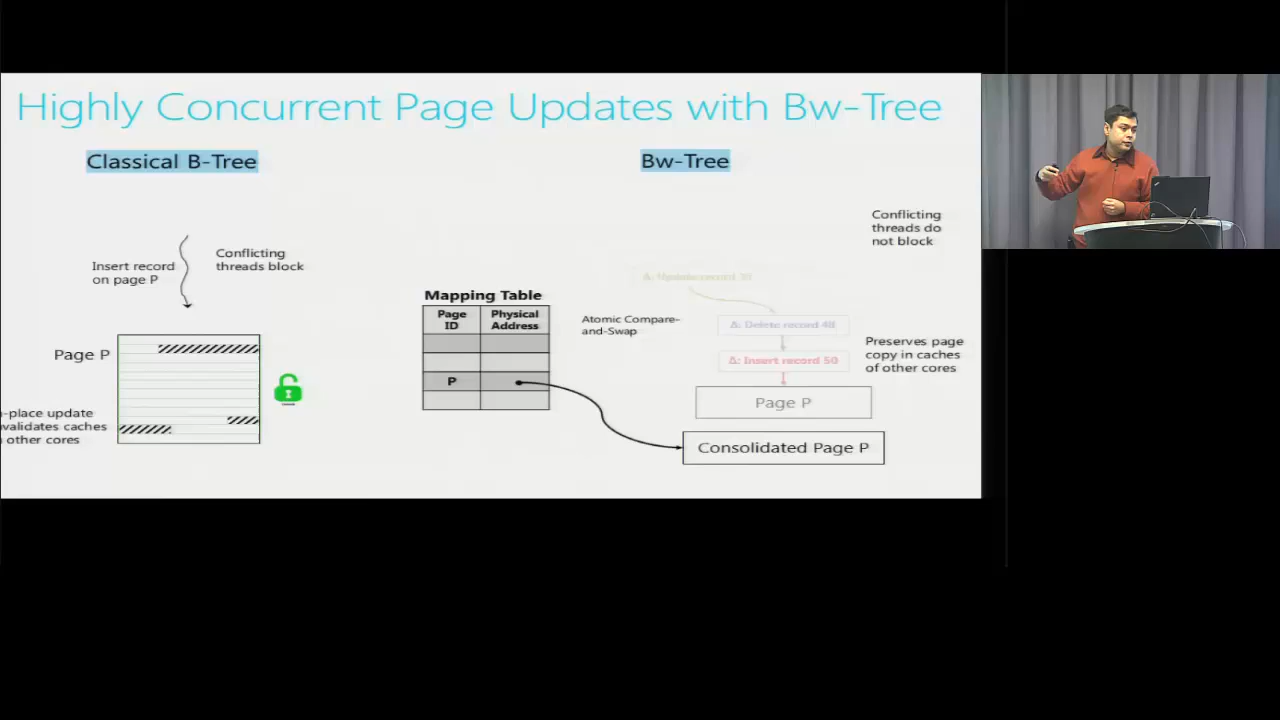 Highly Concurrent Page Updates with Bw-Tree
Classical B-Tree
Insert record
on page P
Conflicting
threads block
Page P
-place update
validates caches
other cores
Bw-Tree
Conflicting
threads do
not block
Δ: Update record
Mapping Table
Page
ID
Physical
Address
P
Atomic Compare-
and-Swap
Δ: Delete record 48
Δ: Insert record 50
Page P
Consolidated Page P
Preserves page
copy in caches
of other cores